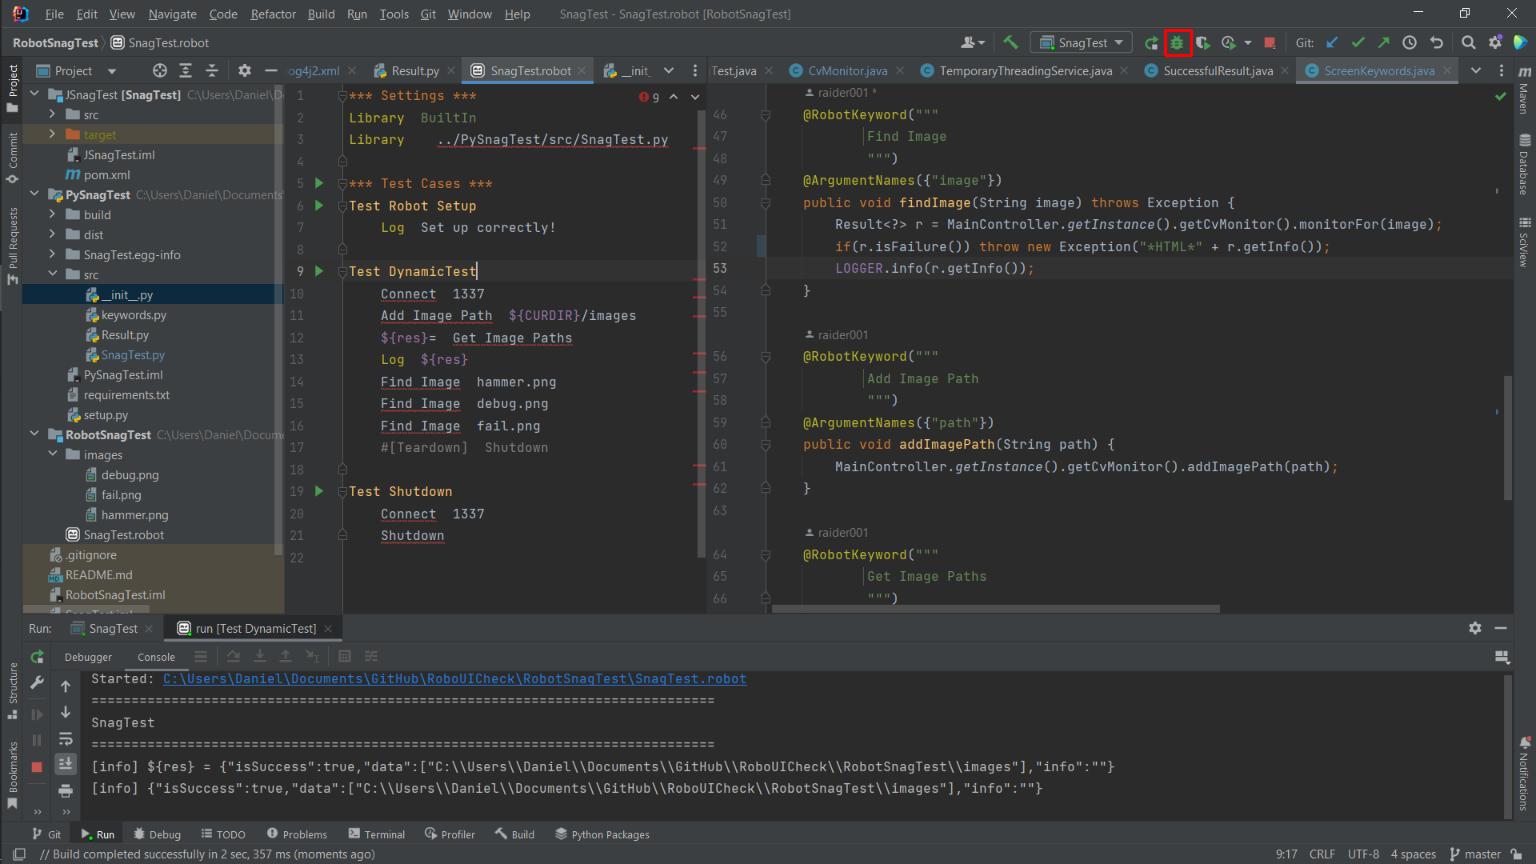 File Edit View Navigate Code Refactor Build Run Tools Git Window Help SnagTest - SnagTest.robot [RobotSnagTest]
RobotSnagTest SnagTest.robot SnagTest Git:
Project og4j2.xml Result.py SnagTest.robot __init_ Test.java CvMonitor.java TemporaryThreadingService.java SuccessfulResult.java ScreenKeywords.java
Project
Commit
Pull Requests
Structure
Bookmarks
JSnagTest [SnagTest] C:\Users\Daniel\D
src
target
JSnagTest.iml
pom.xml
PySnagTest C:\Users\Daniel\Documents
build
dist
SnagTest.egg-info
src
__init__.py
keywords.py
Result.py
SnagTest.py
PySnagTest.iml
requirements.txt
setup.py
RobotSnagTest C:\Users\Daniel\Docum
images
debug.png
fail.png
hammer.png
SnagTest.robot
.gitignore
README.md
RobotSnagTest.iml
1 *** Settings *** 9
2 Library BuiltIn
3 Library ../PySnagTest/src/SnagTest.py
4
5 *** Test Cases ***
6 Test Robot Setup
7 Log Set up correctly!
8
9 Test DynamicTest
10 Connect 1337
11 Add Image Path ${CURDIR}/images
12 ${res}= Get Image Paths
13 Log ${res}
14 Find Image hammer.png
15 Find Image debug.png
16 Find Image fail.png
17 #[Teardown] Shutdown
18
19 Test Shutdown
20 Connect 1337
21 Shutdown
22
raider001 *
46 @RobotKeyword("""
47 Find Image
48 """)
49 @ArgumentNames({"image"})
50 public void findImage(String image) throws Exception {
51 Result<?> r = MainController.getInstance().getCvMonitor().monitorFor(image);
52 if(r.isFailure()) throw new Exception("*HTML*" + r.getInfo());
53 LOGGER.info(r.getInfo());
54 }
55
raider001
56 @RobotKeyword("""
57 Add Image Path
58 """)
59 @ArgumentNames({"path"})
60 public void addImagePath(String path) {
61 MainController.getInstance().getCvMonitor().addImagePath(path);
62 }
63
raider001
64 @RobotKeyword("""
65 Get Image Paths
66 """)
m
Maven
Database
SciView
Notifications
Run: SnagTest run [Test DynamicTest]
Debugger Console
Started: C:\Users\Daniel\Documents\GitHub\RoboUICheck\RobotSnagTest\SnagTest.robot
==============================================================================
SnagTest
==============================================================================
[info] ${res} = {"isSuccess":true,"data":["C:\\Users\\Daniel\\Documents\\GitHub\\RoboUICheck\\RobotSnagTest\\images"],"info":""}
[info] {"isSuccess":true,"data":["C:\\Users\\Daniel\\Documents\\GitHub\\RoboUICheck\\RobotSnagTest\\images"],"info":""}
Git Run Debug TODO Problems Terminal Profiler Build Python Packages
// Build completed successfully in 2 sec, 357 ms (moments ago) 9:17 CRLF UTF-8 4 spaces master